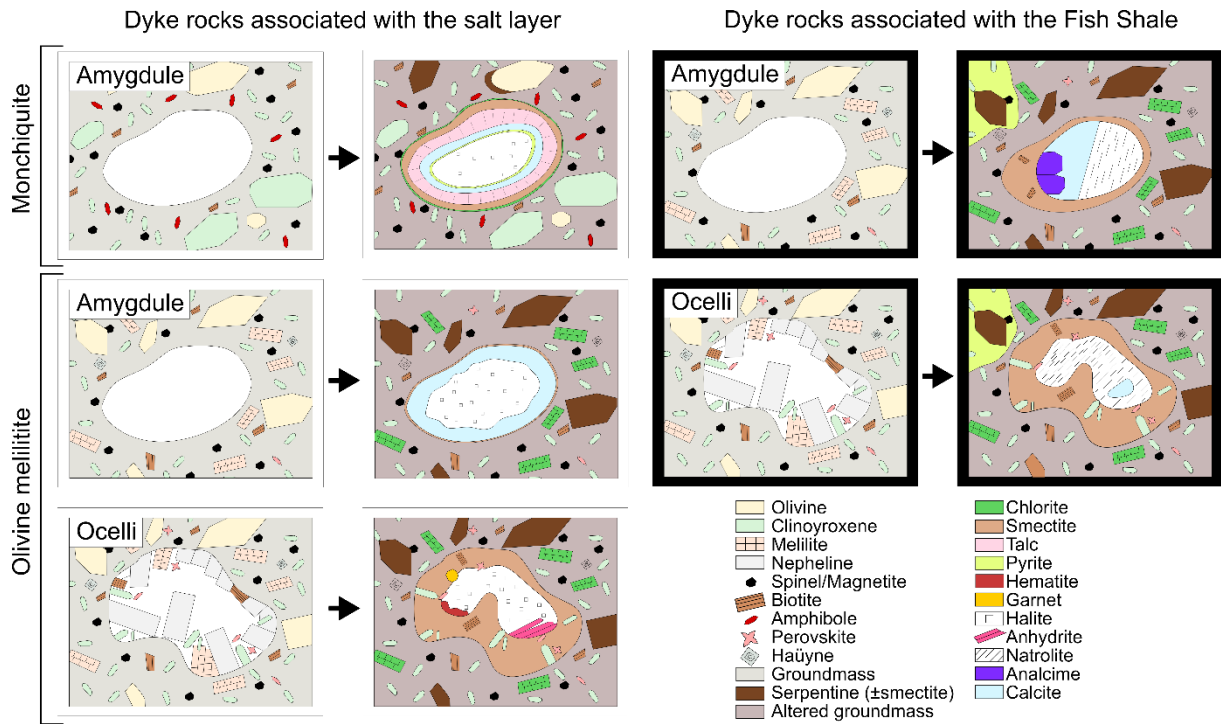 Dyke rocks associated with the salt layer
Dyke rocks associated with the Fish Shale
Monchiquite
Amygdule
Amygdule
Olivine melilitite
Amygdule
Ocelli
Ocelli
Olivine
Clinoyroxene
Melilite
Nepheline
Spinel/Magnetite
Biotite
Amphibole
Perovskite
Haüyne
Groundmass
Serpentine (±smectite)
Altered groundmass
Chlorite
Smectite
Talc
Pyrite
Hematite
Garnet
Halite
Anhydrite
Natrolite
Analcime
Calcite